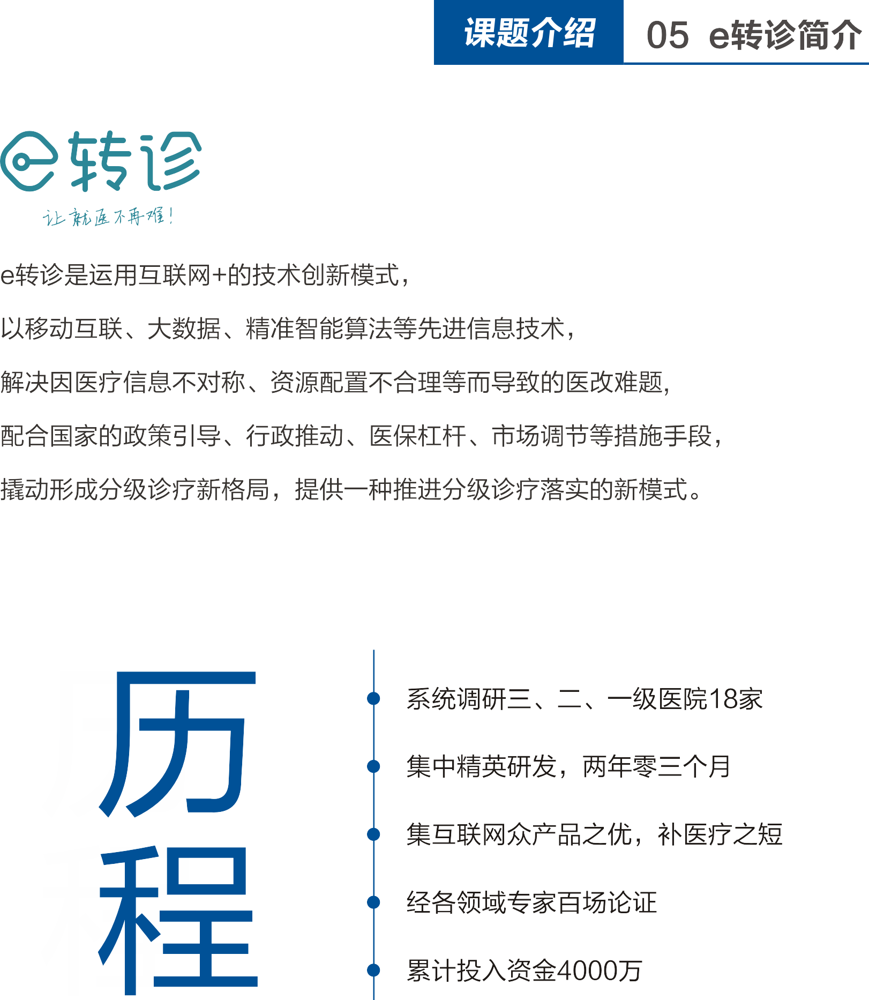 课题介绍 05 e转诊简介
e转诊
让就医不再难！
e转诊是运用互联网+的技术创新模式，
以移动互联、大数据、精准智能算法等先进信息技术，
解决因医疗信息不对称、资源配置不合理等而导致的医改难题，
配合国家的政策引导、行政推动、医保杠杆、市场调节等措施手段，
撬动形成分级诊疗新格局，提供一种推进分级诊疗落实的新模式。
历程
系统调研三、二、一级医院18家
集中精英研发，两年零三个月
集互联网众产品之优，补医疗之短
经各领域专家百场论证
累计投入资金4000万